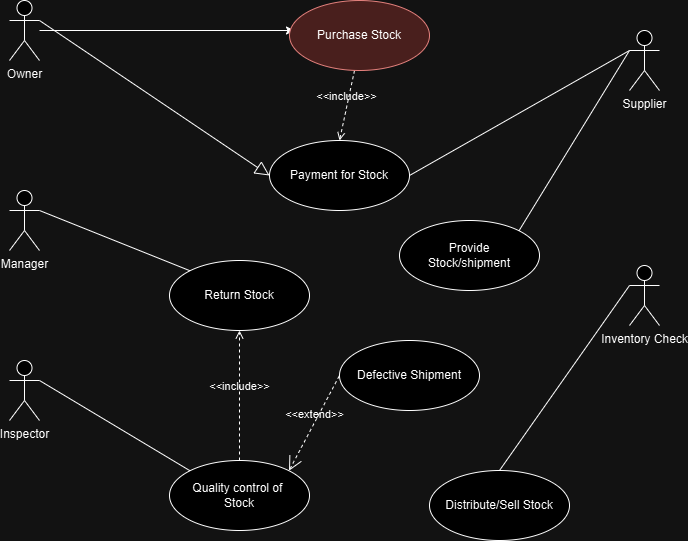 Purchase Stock
Owner
<<include>>
Supplier
Payment for Stock
Provide
Stock/shipment
Manager
Return Stock
Inventory Check
Defective Shipment
<<include>>
<<extend>>
Inspector
Quality control of
Stock
Distribute/Sell Stock